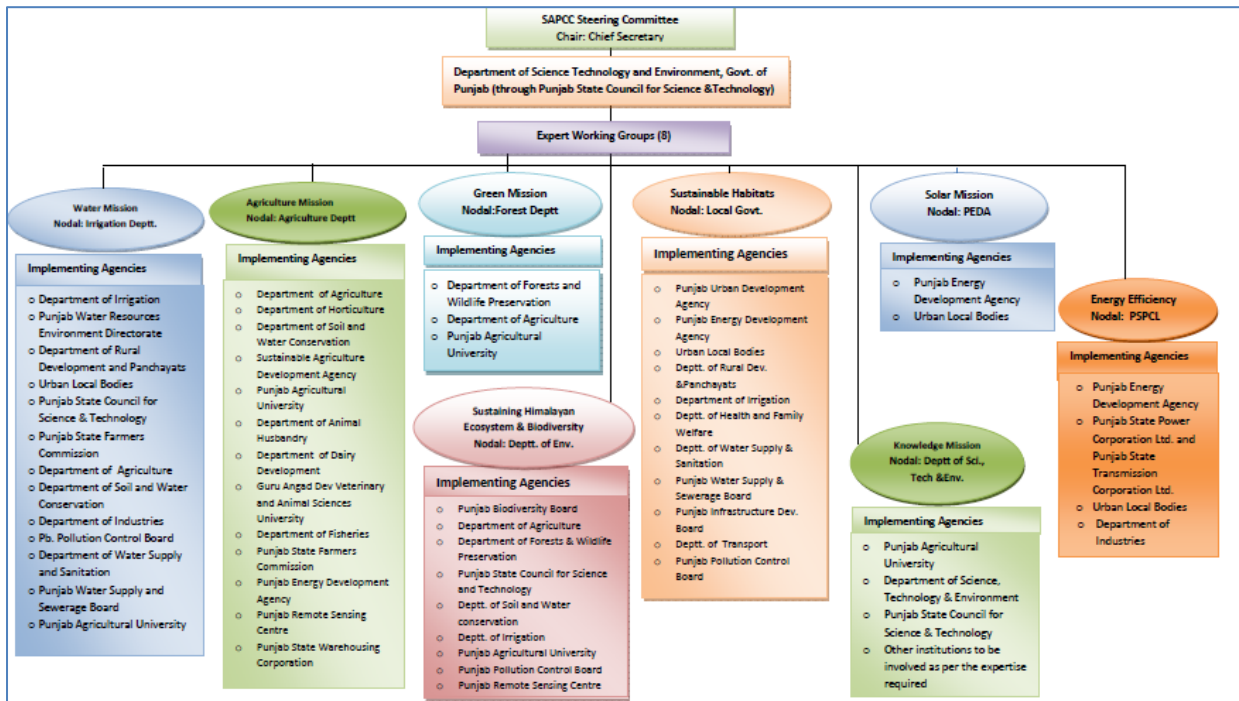 SAPCC Steering Committee
Chair: Chief Secretary
Department of Science Technology and Environment, Govt. of
Punjab (through Punjab State Council for Science &Technology)
Expert Working Groups (8)
Water Mission
Nodal: Irrigation Deptt.
Implementing Agencies
o Department of Irrigation
o Punjab Water Resources
Environment Directorate
o Department of Rural
Development and Panchayats
o Urban Local Bodies
o Punjab State Council for
Science & Technology
o Punjab State Farmers
Commission
o Department of Agriculture
o Department of Soil and Water
Conservation
o Department of Industries
o Pb. Pollution Control Board
o Department of Water Supply
and Sanitation
o Punjab Water Supply and
Sewerage Board
o Punjab Agricultural University
Agriculture Mission
Nodal: Agriculture Deptt
Implementing Agencies
o Department of Agriculture
o Department of Horticulture
o Department of Soil and
Water Conservation
o Sustainable Agriculture
Development Agency
o Punjab Agricultural
University
o Department of Animal
Husbandry
o Department of Dairy
Development
o Guru Angad Dev Veterinary
and Animal Sciences
University
o Department of Fisheries
o Punjab State Farmers
Commission
o Punjab Energy Development
Agency
o Punjab Remote Sensing
Centre
o Punjab State Warehousing
Corporation
Green Mission
Nodal:Forest Deptt
Implementing Agencies
o Department of Forests and
Wildlife Preservation
o Department of Agriculture
o Punjab Agricultural
University
Sustaining Himalayan
Ecosystem & Biodiversity
Nodal: Deptt. of Env.
Implementing Agencies
o Punjab Biodiversity Board
o Department of Agriculture
o Department of Forests & Wildlife
Preservation
o Punjab State Council for Science
and Technology
o Deptt. of Soil and Water
conservation
o Deptt. of Irrigation
o Punjab Agricultural University
o Punjab Pollution Control Board
o Punjab Remote Sensing Centre
Sustainable Habitats
Nodal: Local Govt.
Implementing Agencies
o Punjab Urban Development
Agency
o Punjab Energy Development
Agency
o Urban Local Bodies
o Deptt. of Rural Dev.
&Panchayats
o Department of Irrigation
o Deptt. of Health and Family
Welfare
o Deptt. of Water Supply &
Sanitation
o Punjab Water Supply &
Sewerage Board
o Punjab Infrastructure Dev.
Board
o Deptt. of Transport
o Punjab Pollution Control
Board
Solar Mission
Nodal: PEDA
Implementing Agencies
o Punjab Energy
Development Agency
o Urban Local Bodies
Knowledge Mission
Nodal: Deptt of Sci.,
Tech &Env.
Implementing Agencies
o Punjab Agricultural
University
o Department of Science,
Technology & Environment
o Punjab State Council for
Science & Technology
o Other institutions to be
involved as per the expertise
required
Energy Efficiency
Nodal: PSPCL
Implementing Agencies
o Punjab Energy
Development Agency
o Punjab State Power
Corporation Ltd. and
Punjab State
Transmission
Corporation Ltd.
o Urban Local Bodies
o Department of
Industries